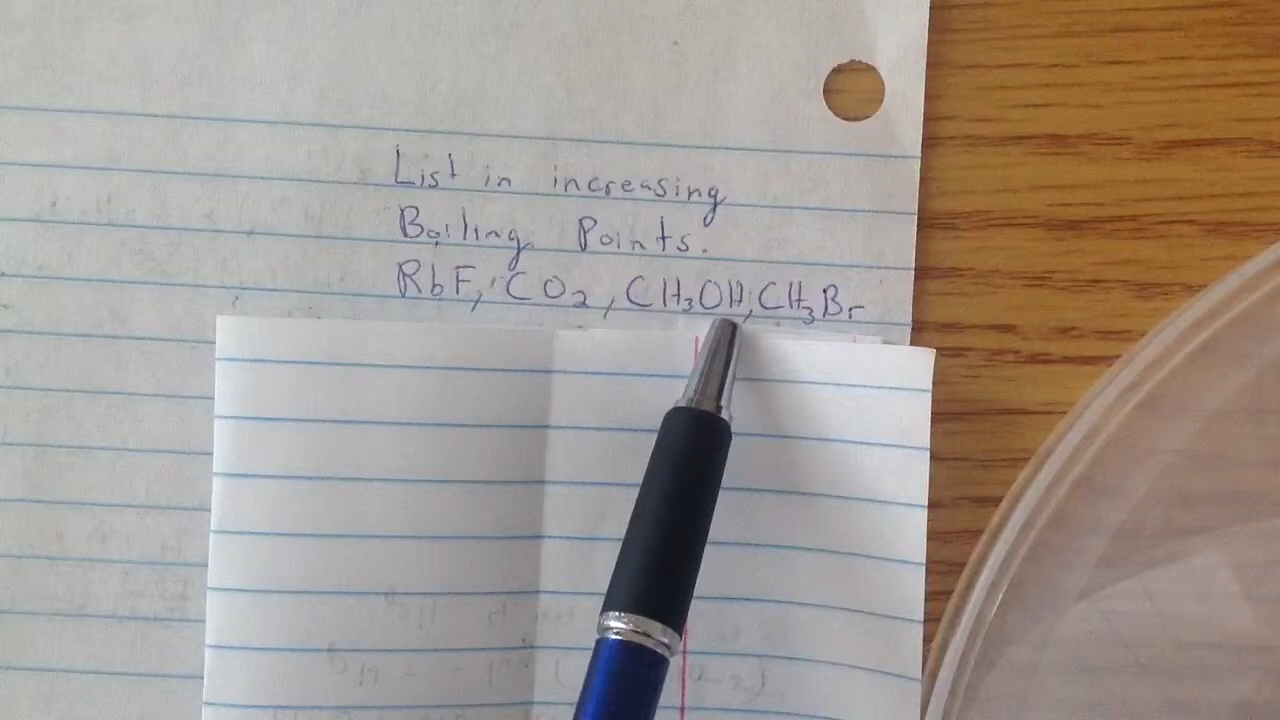 List in increasing
Boiling Points.
RbF, CO₂, CH₃OH, CH₃Br